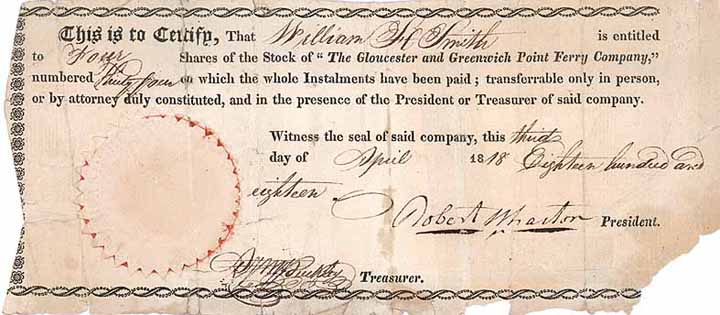 This is to Certify, That William H Smith is entitled
to Four Shares of the Stock of "The Gloucester and Greenwich Point Ferry Company,"
numbered on which the whole Instalments have been paid; transferrable only in person,
or by attorney duly constituted, and in the presence of the President or Treasurer of said company.
Witness the seal of said company, this third
day of April 1818 Eighteen hundred and
eighteen
Robert Wharton President.
Treasurer.